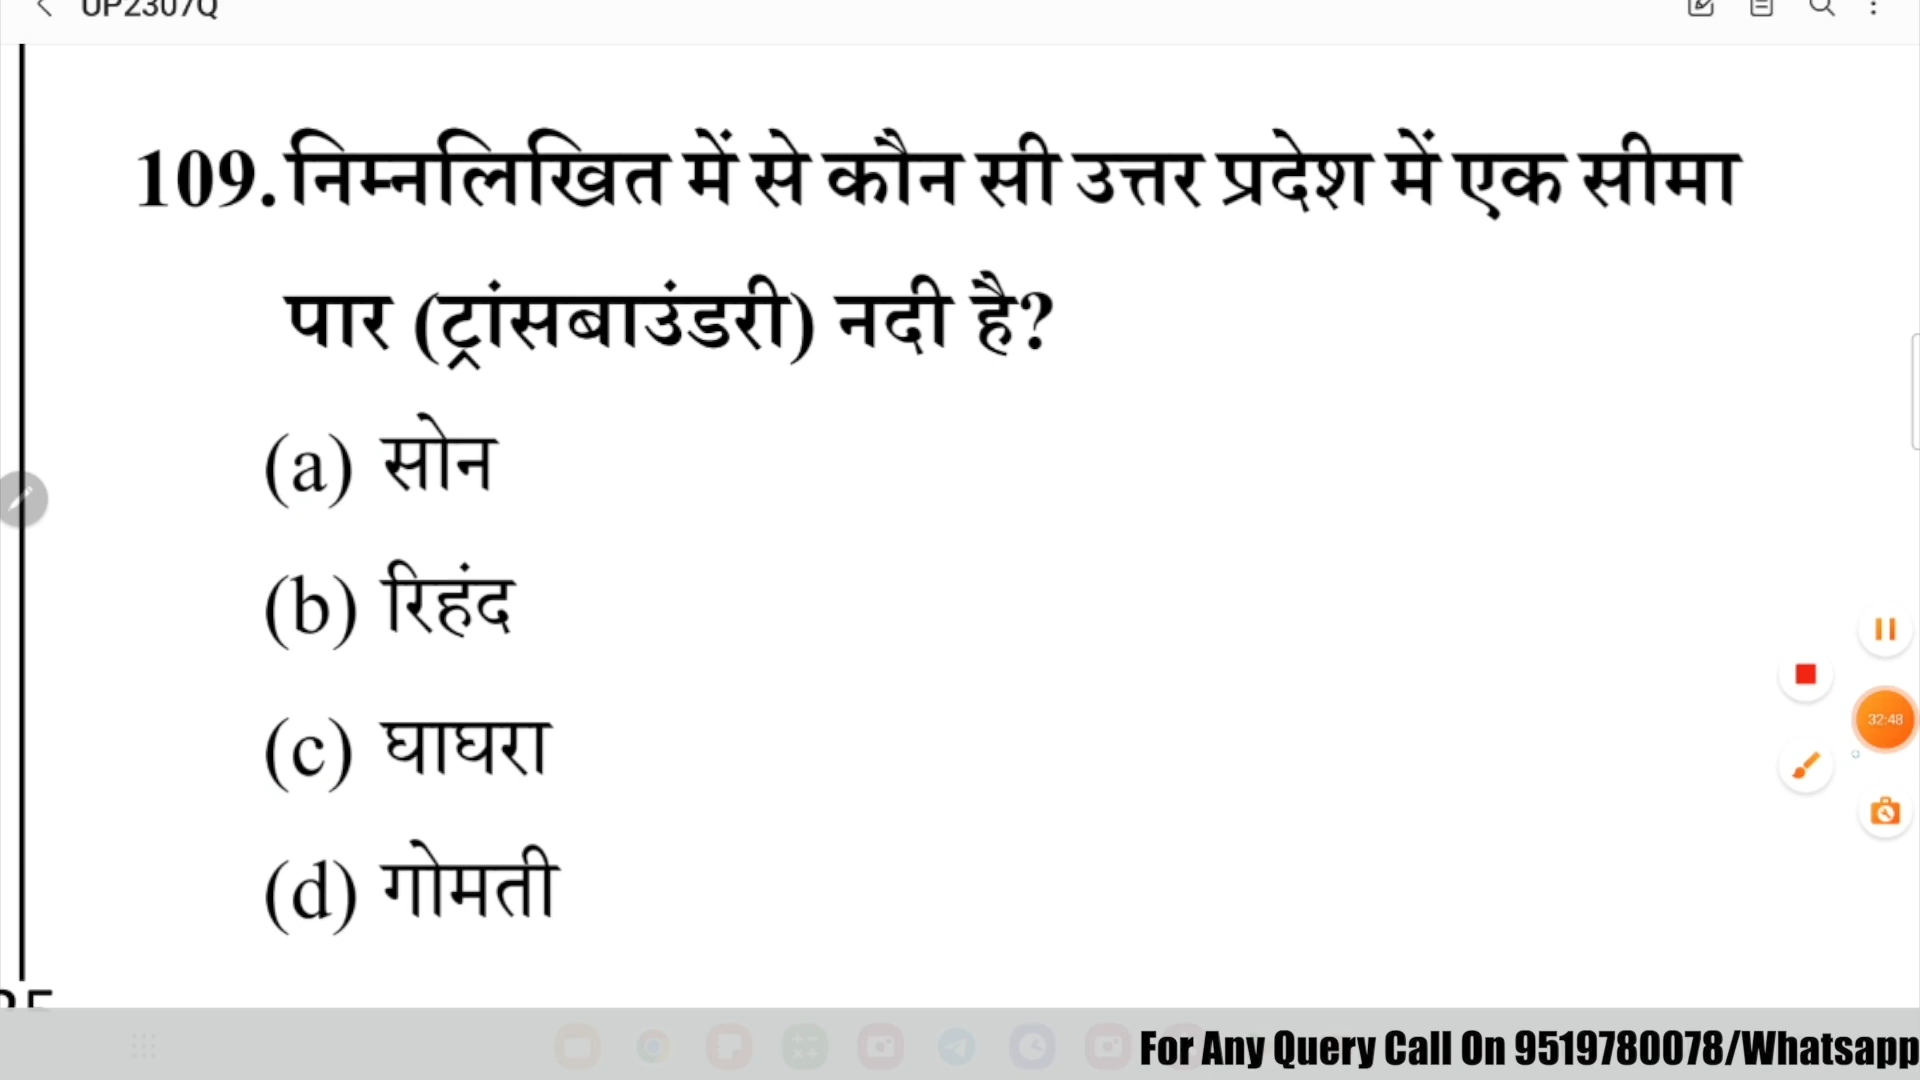 UP2307Q
109. निम्नलिखित में से कौन सी उत्तर प्रदेश में एक सीमा
पार (ट्रांसबाउंडरी) नदी है?
(a) सोन
(b) रिहंद
(c) घाघरा
(d) गोमती
32:48
For Any Query Call On 9519780078/Whatsapp